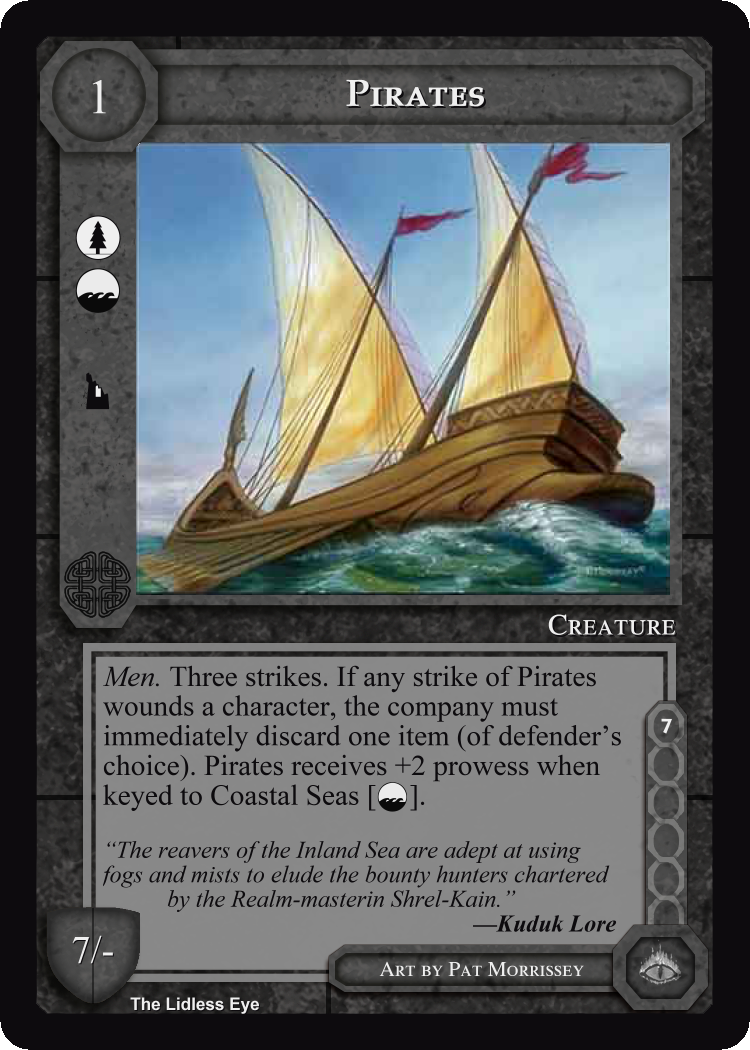 1
PIRATES
CREATURE
Men. Three strikes. If any strike of Pirates
wounds a character, the company must
immediately discard one item (of defender’s
choice). Pirates receives +2 prowess when
keyed to Coastal Seas [ ].
7
“The reavers of the Inland Sea are adept at using
fogs and mists to elude the bounty hunters chartered
by the Realm-masterin Shrel-Kain.”
—Kuduk Lore
7/-
ART BY PAT MORRISSEY
The Lidless Eye